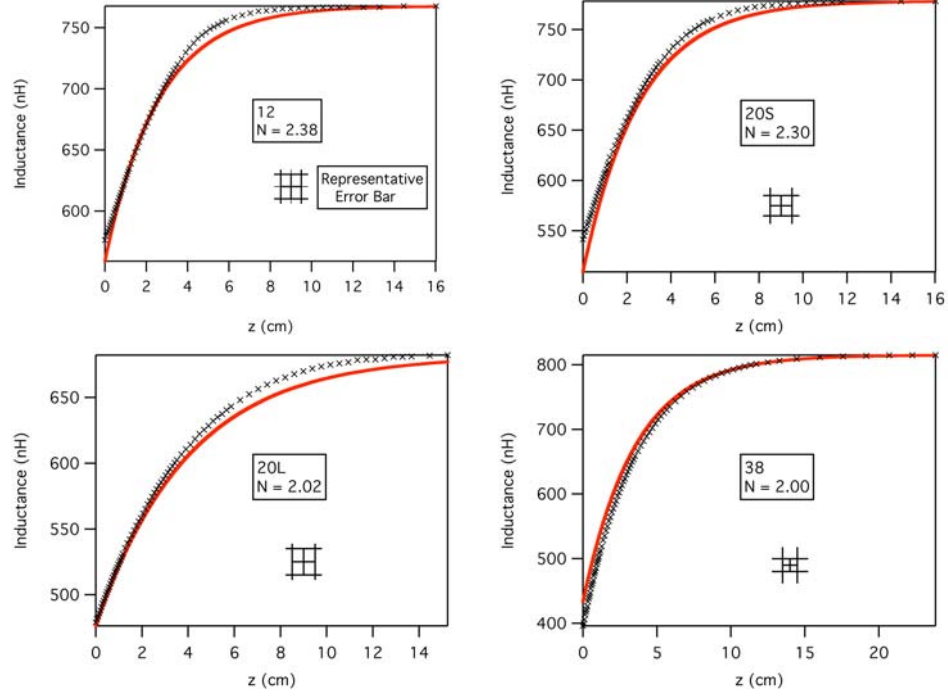 750
700
650
600
Inductance (nH)
12
N = 2.38
Representative
Error Bar
0 2 4 6 8 10 12 14 16
z (cm)
750
700
650
600
550
Inductance (nH)
20S
N = 2.30
0 2 4 6 8 10 12 14 16
z (cm)
650
600
550
500
Inductance (nH)
20L
N = 2.02
0 2 4 6 8 10 12 14
z (cm)
800
700
600
500
400
Inductance (nH)
38
N = 2.00
0 5 10 15 20
z (cm)